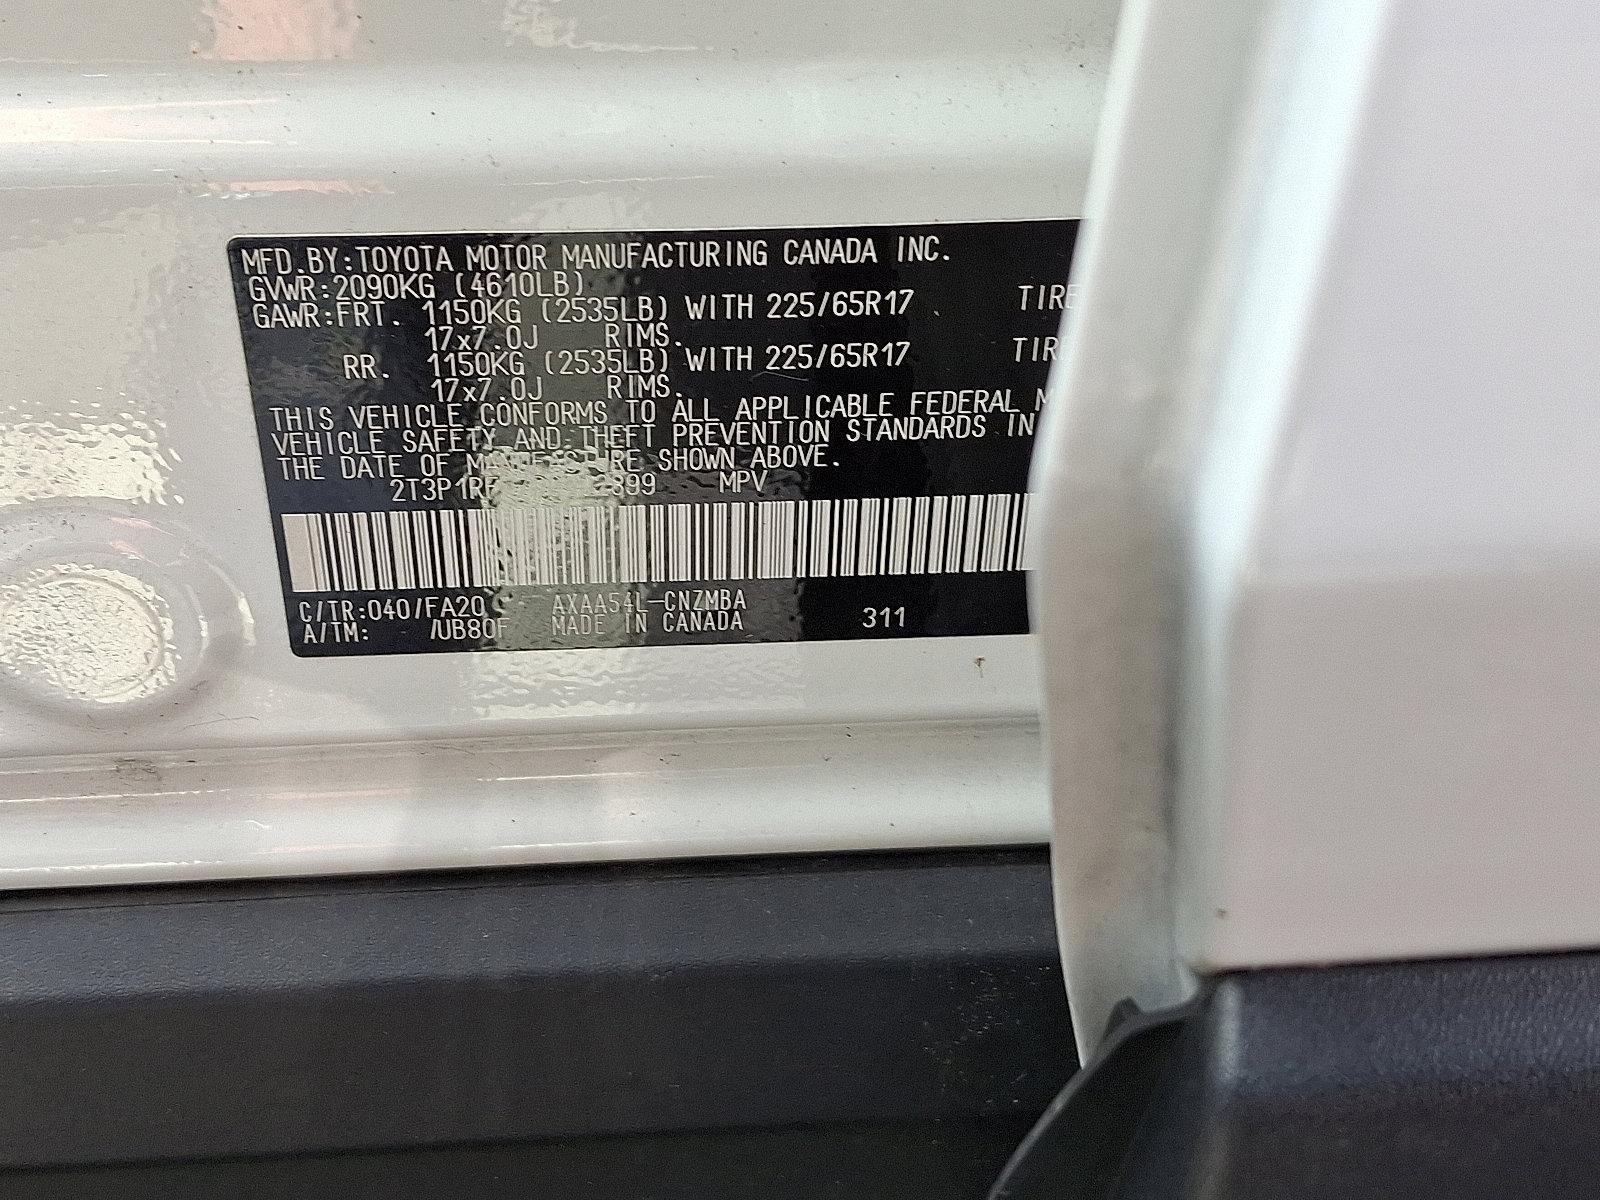 MFD.BY:TOYOTA MOTOR MANUFACTURING CANADA INC.
GVWR:2090KG (4610LB)
GAWR:FRT. 1150KG (2535LB) WITH 225/65R17 TIRE
17x7.0J RIMS.
RR. 1150KG (2535LB) WITH 225/65R17 TIRE
17x7.0J RIMS.
THIS VEHICLE CONFORMS TO ALL APPLICABLE FEDERAL M
VEHICLE SAFETY AND THEFT PREVENTION STANDARDS IN
THE DATE OF MANUFACTURE SHOWN ABOVE.
MPV
C/TR:040/FA20 AXAA54L-CNZMBA
A/TM: /UB80F MADE IN CANADA 311